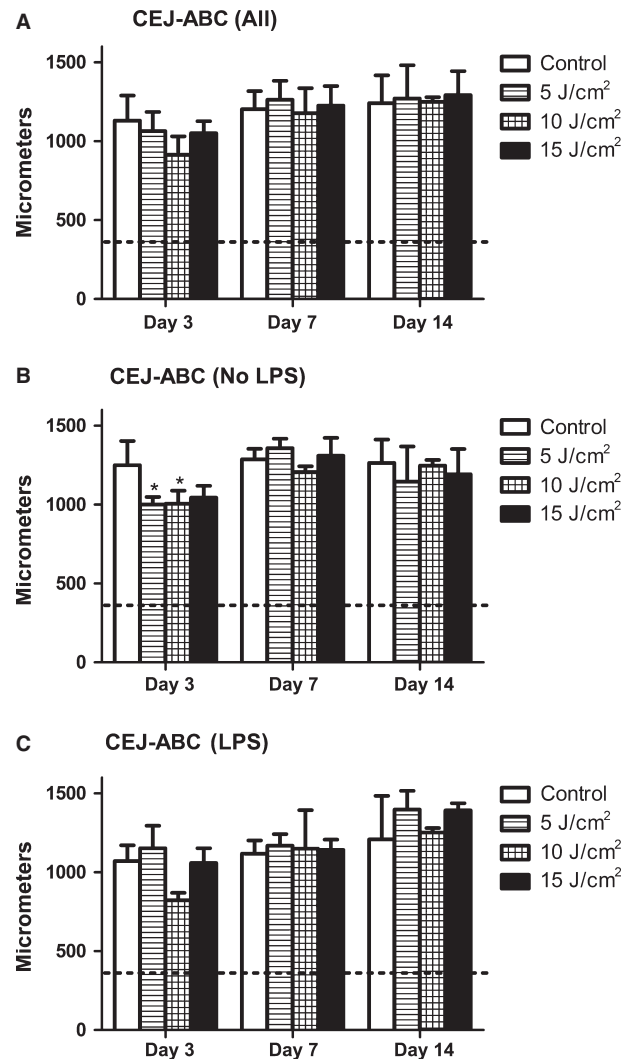 A
CEJ-ABC (All)
Micrometers
1500
1000
500
0
Day 3 Day 7 Day 14
Control
5 J/cm²
10 J/cm²
15 J/cm²
B
CEJ-ABC (No LPS)
Micrometers
1500
1000
500
0
* *
Day 3 Day 7 Day 14
Control
5 J/cm²
10 J/cm²
15 J/cm²
C
CEJ-ABC (LPS)
Micrometers
1500
1000
500
0
Day 3 Day 7 Day 14
Control
5 J/cm²
10 J/cm²
15 J/cm²